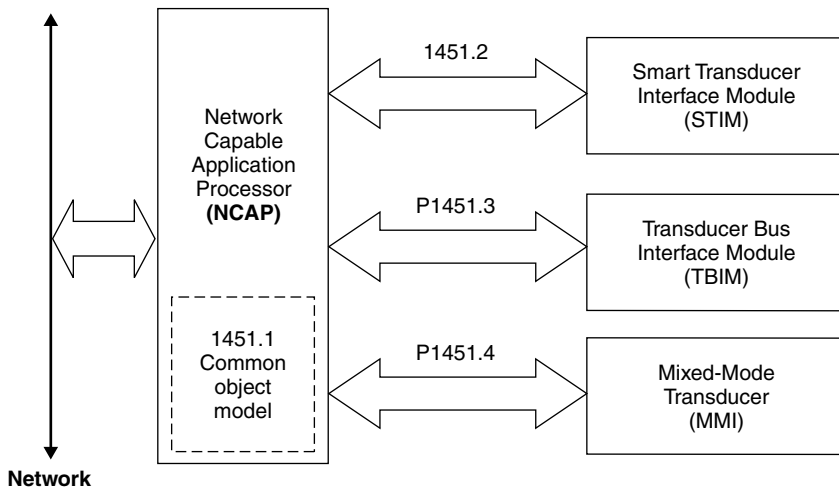 Network
Capable
Application
Processor
(NCAP)
1451.1
Common
object
model
1451.2
P1451.3
P1451.4
Smart Transducer
Interface Module
(STIM)
Transducer Bus
Interface Module
(TBIM)
Mixed-Mode
Transducer
(MMI)
Network